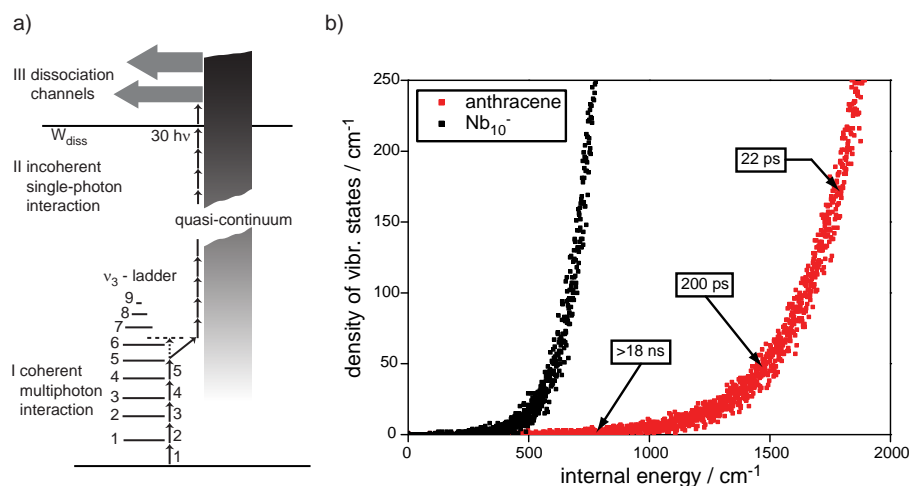 a)
III dissociation
channels
W_diss
30 hν
II incoherent
single-photon
interaction
quasi-continuum
ν₃ - ladder
9
8
7
6
5
4
3
2
1
I coherent
multiphoton
interaction
5
4
3
2
1
b)
density of vibr. states / cm⁻¹
250
200
150
100
50
0
anthracene
Nb₁₀⁻
22 ps
200 ps
>18 ns
0 500 1000 1500 2000
internal energy / cm⁻¹